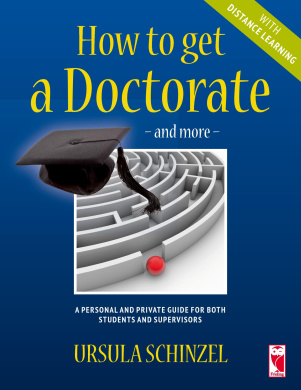 WITH
DISTANCE LEARNING
How to get
a Doctorate
– and more –
A PERSONAL AND PRIVATE GUIDE FOR BOTH
STUDENTS AND SUPERVISORS
URSULA SCHINZEL